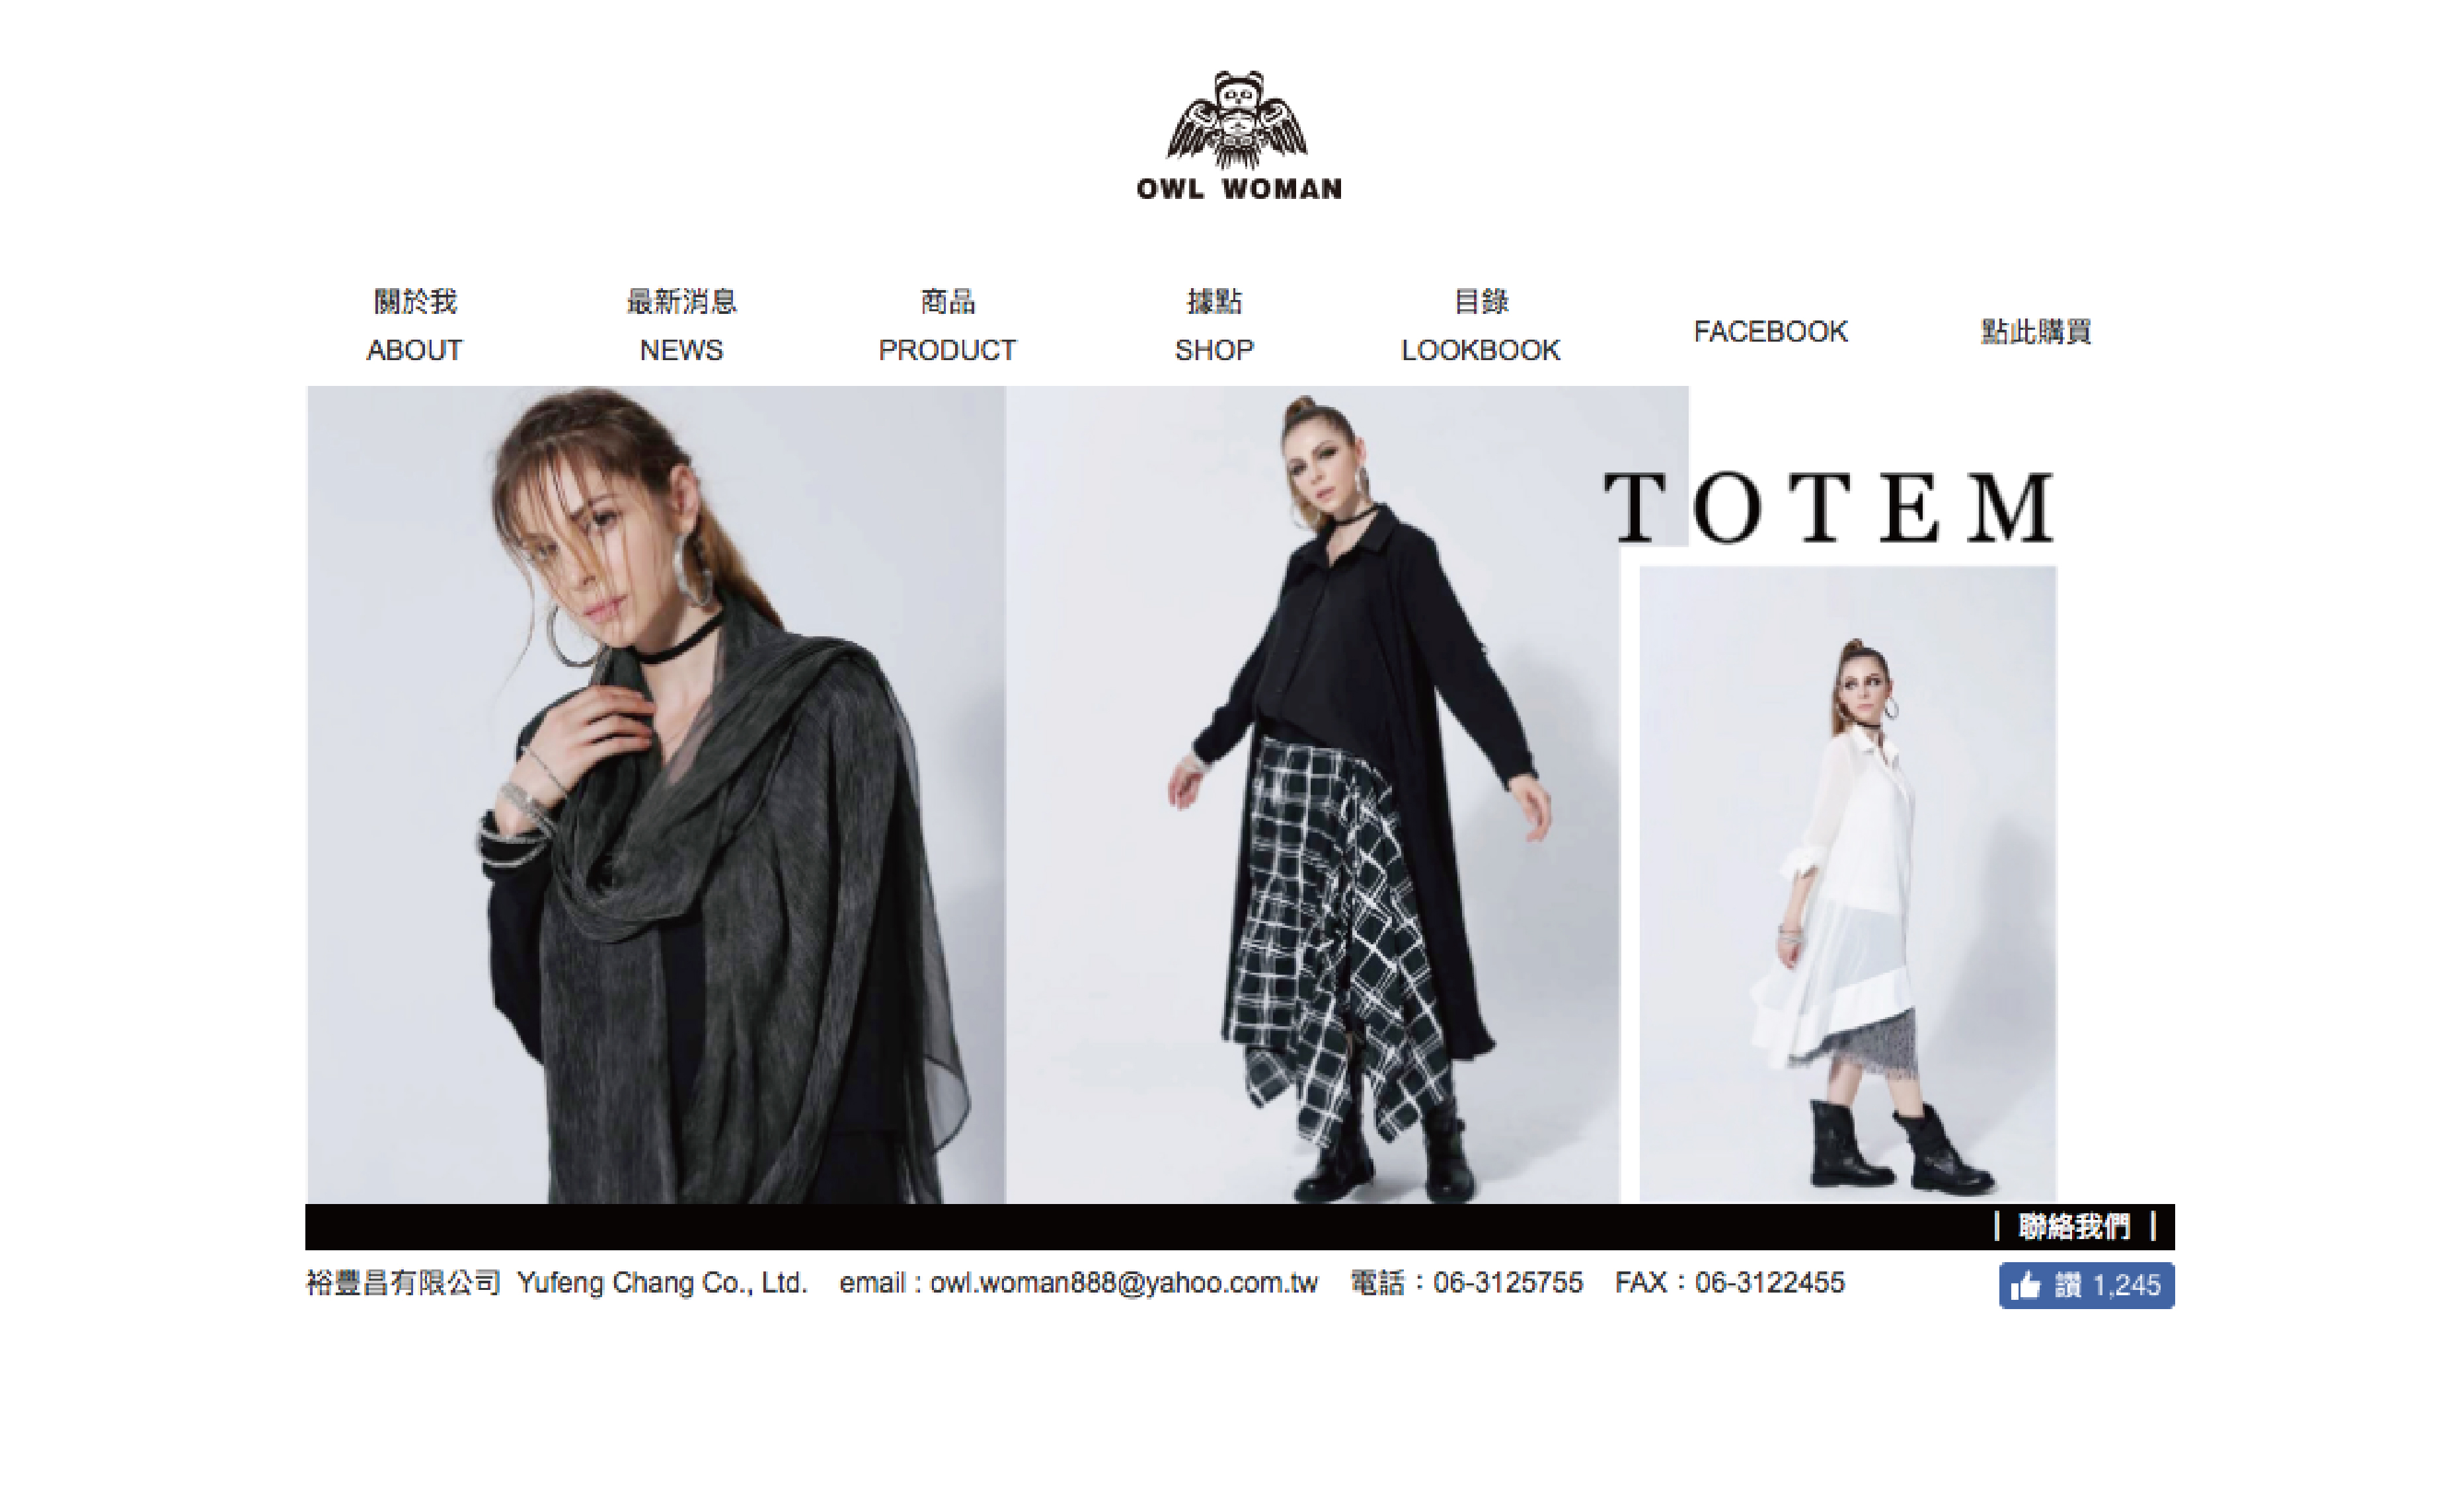 OWL WOMAN
關於我 最新消息 商品 據點 目錄
ABOUT NEWS PRODUCT SHOP LOOKBOOK FACEBOOK 點此購買
TOTEM
| 聯絡我們 |
裕豐昌有限公司 Yufeng Chang Co., Ltd. email : owl.woman888@yahoo.com.tw 電話：06-3125755 FAX：06-3122455
讚 1,245